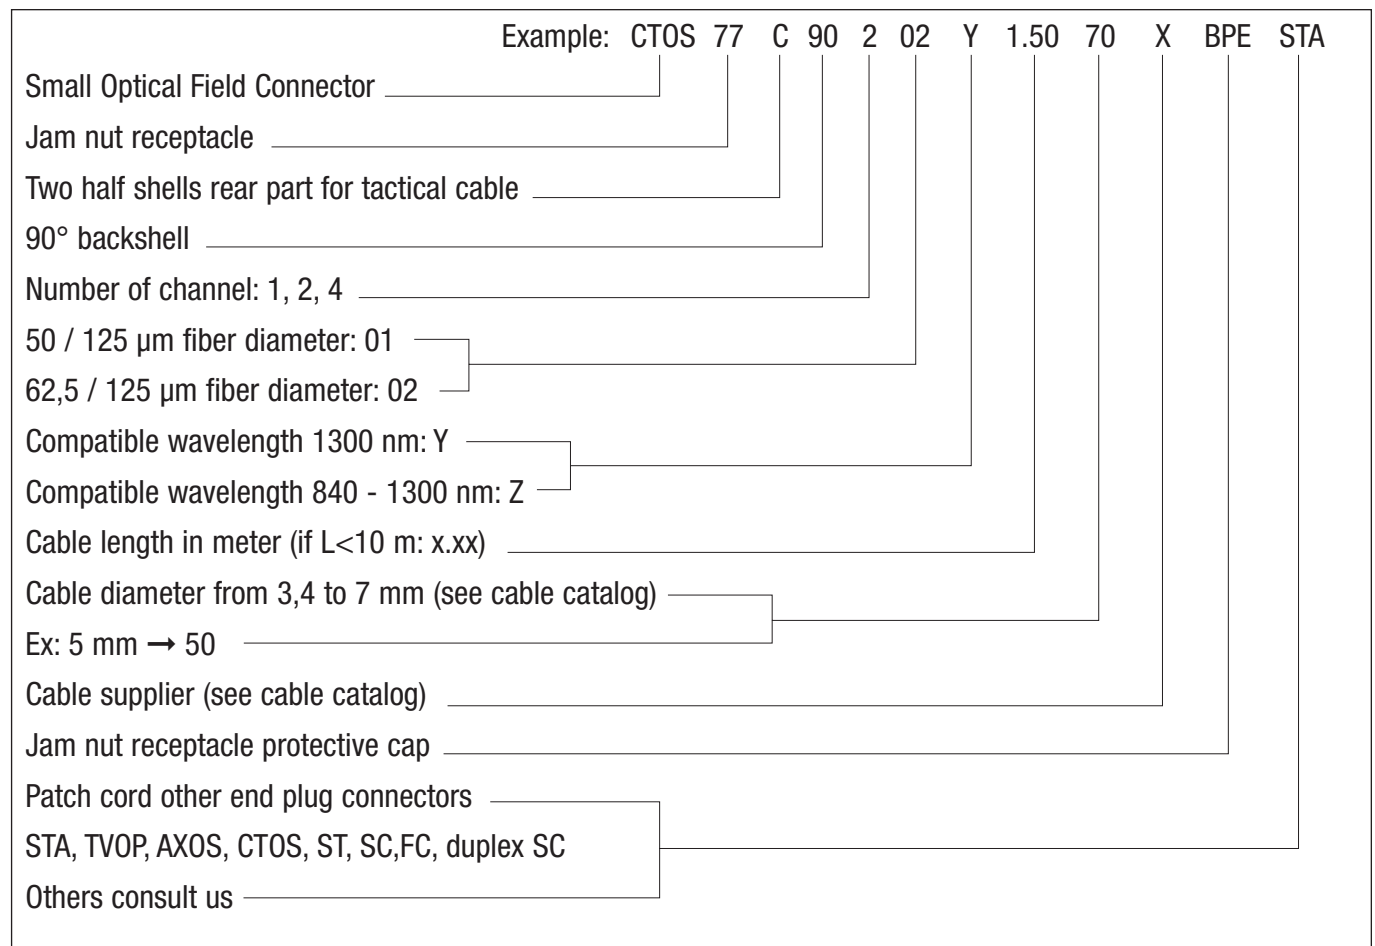 Example: CTOS 77 C 90 2 02 Y 1.50 70 X BPE STA
Small Optical Field Connector
Jam nut receptacle
Two half shells rear part for tactical cable
90° backshell
Number of channel: 1, 2, 4
50 / 125 µm fiber diameter: 01
62,5 / 125 µm fiber diameter: 02
Compatible wavelength 1300 nm: Y
Compatible wavelength 840 - 1300 nm: Z
Cable length in meter (if L<10 m: x.xx)
Cable diameter from 3,4 to 7 mm (see cable catalog)
Ex: 5 mm → 50
Cable supplier (see cable catalog)
Jam nut receptacle protective cap
Patch cord other end plug connectors
STA, TVOP, AXOS, CTOS, ST, SC,FC, duplex SC
Others consult us